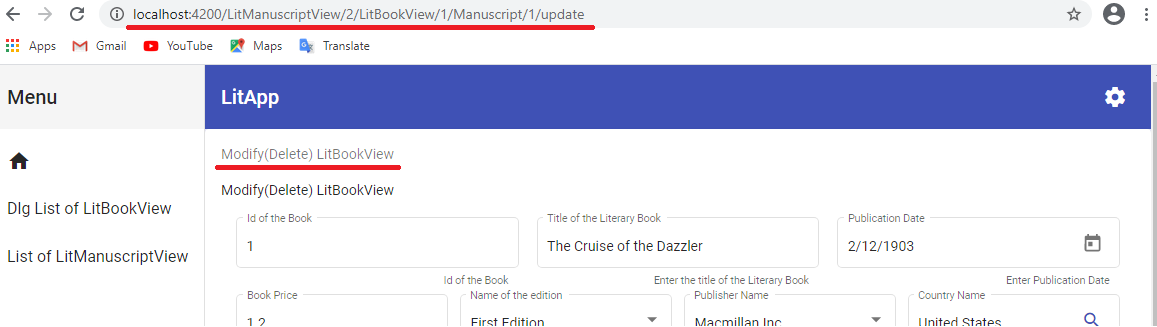 localhost:4200/LitManuscriptView/2/LitBookView/1/Manuscript/1/update
Apps Gmail YouTube Maps Translate
Menu LitApp
Modify(Delete) LitBookView
Modify(Delete) LitBookView
Dlg List of LitBookView
List of LitManuscriptView
Id of the Book Title of the Literary Book Publication Date
1 The Cruise of the Dazzler 2/12/1903
Id of the Book Enter the title of the Literary Book Enter Publication Date
Book Price Name of the edition Publisher Name Country Name
1.2 First Edition Macmillan Inc. United States